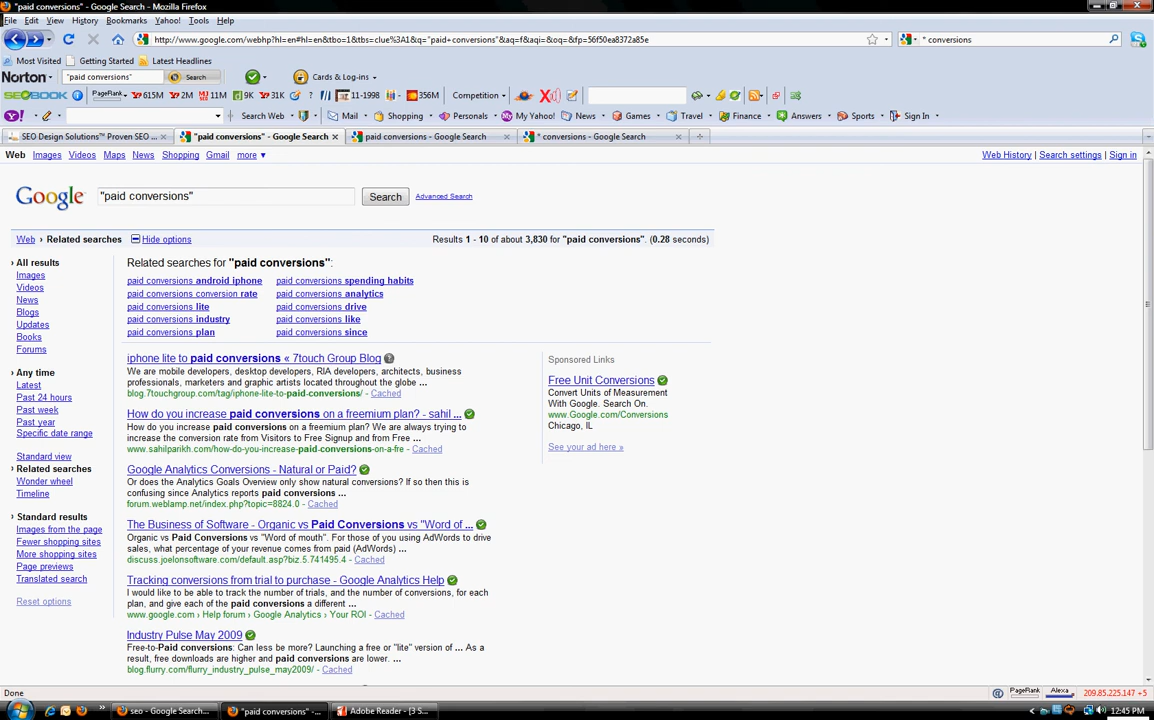 "paid conversions" - Google Search - Mozilla Firefox
File Edit View History Bookmarks Yahoo! Tools Help
http://www.google.com/webhp?hl=en#hl=en&tbo=1&tbs=clue%3A1&q="paid+conversions"&aq=f&aqi=&oq=&fp=56f50ea8372a85e
* conversions
Most Visited Getting Started Latest Headlines
Norton "paid conversions" Search Cards & Log-ins
SEOBOOK PageRank 615M 2M 11M 9K 31K 11-1998 356M Competition
Search Web Mail Shopping Personals My Yahoo! News Games Travel Finance Answers Sports Sign In
SEO Design Solutions™ Proven SEO ... "paid conversions" - Google Search paid conversions - Google Search * conversions - Google Search
Web Images Videos Maps News Shopping Gmail more ▼ Web History | Search settings | Sign in
Google "paid conversions" Search Advanced Search
Web › Related searches Hide options Results 1 - 10 of about 3,830 for "paid conversions". (0.28 seconds)
› All results
Images
Videos
News
Blogs
Updates
Books
Forums
› Any time
Latest
Past 24 hours
Past week
Past year
Specific date range
Standard view
› Related searches
Wonder wheel
Timeline
› Standard results
Images from the page
Fewer shopping sites
More shopping sites
Page previews
Translated search
Reset options
Related searches for "paid conversions":
paid conversions android iphone paid conversions spending habits
paid conversions conversion rate paid conversions analytics
paid conversions lite paid conversions drive
paid conversions industry paid conversions like
paid conversions plan paid conversions since
iphone lite to paid conversions « 7touch Group Blog
We are mobile developers, desktop developers, RIA developers, architects, business
professionals, marketers and graphic artists located throughout the globe ...
blog.7touchgroup.com/tag/iphone-lite-to-paid-conversions/ - Cached
How do you increase paid conversions on a freemium plan? - sahil ...
How do you increase paid conversions on a freemium plan? We are always trying to
increase the conversion rate from Visitors to Free Signup and from Free ...
www.sahilparikh.com/how-do-you-increase-paid-conversions-on-a-fre - Cached
Google Analytics Conversions - Natural or Paid?
Or does the Analytics Goals Overview only show natural conversions? If so then this is
confusing since Analytics reports paid conversions ...
forum.weblamp.net/index.php?topic=8824.0 - Cached
The Business of Software - Organic vs Paid Conversions vs "Word of ...
Organic vs Paid Conversions vs "Word of mouth". For those of you using AdWords to drive
sales, what percentage of your revenue comes from paid (AdWords) ...
discuss.joelonsoftware.com/default.asp?biz.5.741495.4 - Cached
Tracking conversions from trial to purchase - Google Analytics Help
I would like to be able to track the number of trials, and the number of conversions, for each
plan, and give each of the paid conversions a different ...
www.google.com › Help forum › Google Analytics › Your ROI - Cached
Industry Pulse May 2009
Free-to-Paid conversions: Can less be more? Launching a free or "lite" version of ... As a
result, free downloads are higher and paid conversions are lower. ...
blog.flurry.com/flurry_industry_pulse_may2009/ - Cached
Sponsored Links
Free Unit Conversions
Convert Units of Measurement
With Google. Search On.
www.Google.com/Conversions
Chicago, IL
See your ad here »
Done PageRank Alexa 209.85.225.147 +5
seo - Google Search... "paid conversions" -... Adobe Reader - [3 S... 12:45 PM